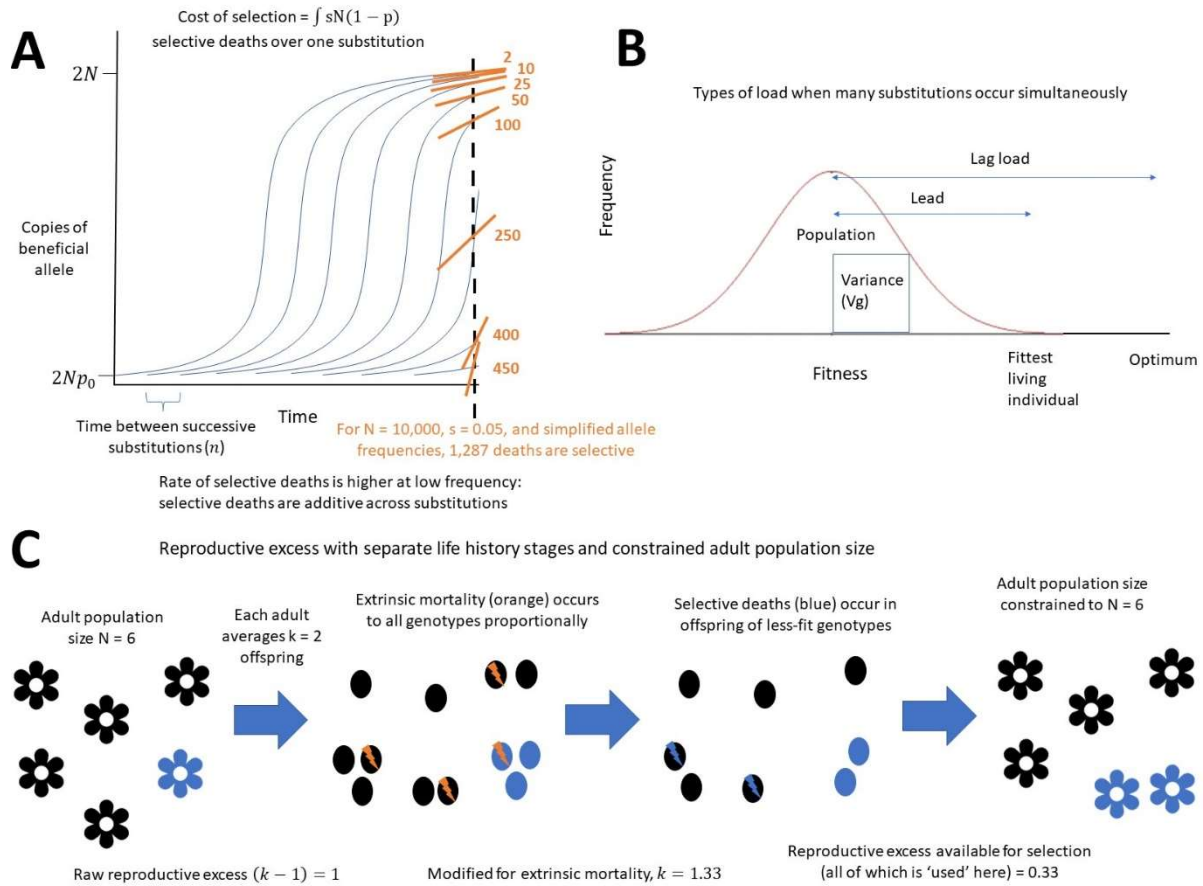 A
Cost of selection = ∫ sN(1 − p)
selective deaths over one substitution
2N
Copies of
beneficial
allele
2Np₀
2
10
25
50
100
250
400
450
Time between successive
substitutions (n)
Time
For N = 10,000, s = 0.05, and simplified allele
frequencies, 1,287 deaths are selective
Rate of selective deaths is higher at low frequency:
selective deaths are additive across substitutions
B
Types of load when many substitutions occur simultaneously
Frequency
Lag load
Lead
Population
Variance
(Vg)
Fitness
Fittest
living
individual
Optimum
C
Reproductive excess with separate life history stages and constrained adult population size
Adult population
size N = 6
Each adult
averages k = 2
offspring
Extrinsic mortality (orange) occurs
to all genotypes proportionally
Selective deaths (blue) occur in
offspring of less-fit genotypes
Adult population size
constrained to N = 6
Raw reproductive excess (k − 1) = 1
Modified for extrinsic mortality, k = 1.33
Reproductive excess available for selection
(all of which is ‘used’ here) = 0.33